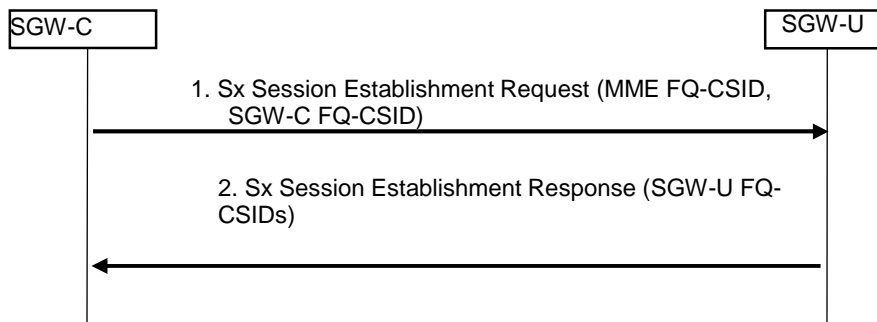 SGW-C
SGW-U
1. Sx Session Establishment Request (MME FQ-CSID,
SGW-C FQ-CSID)
2. Sx Session Establishment Response (SGW-U FQ-
CSIDs)